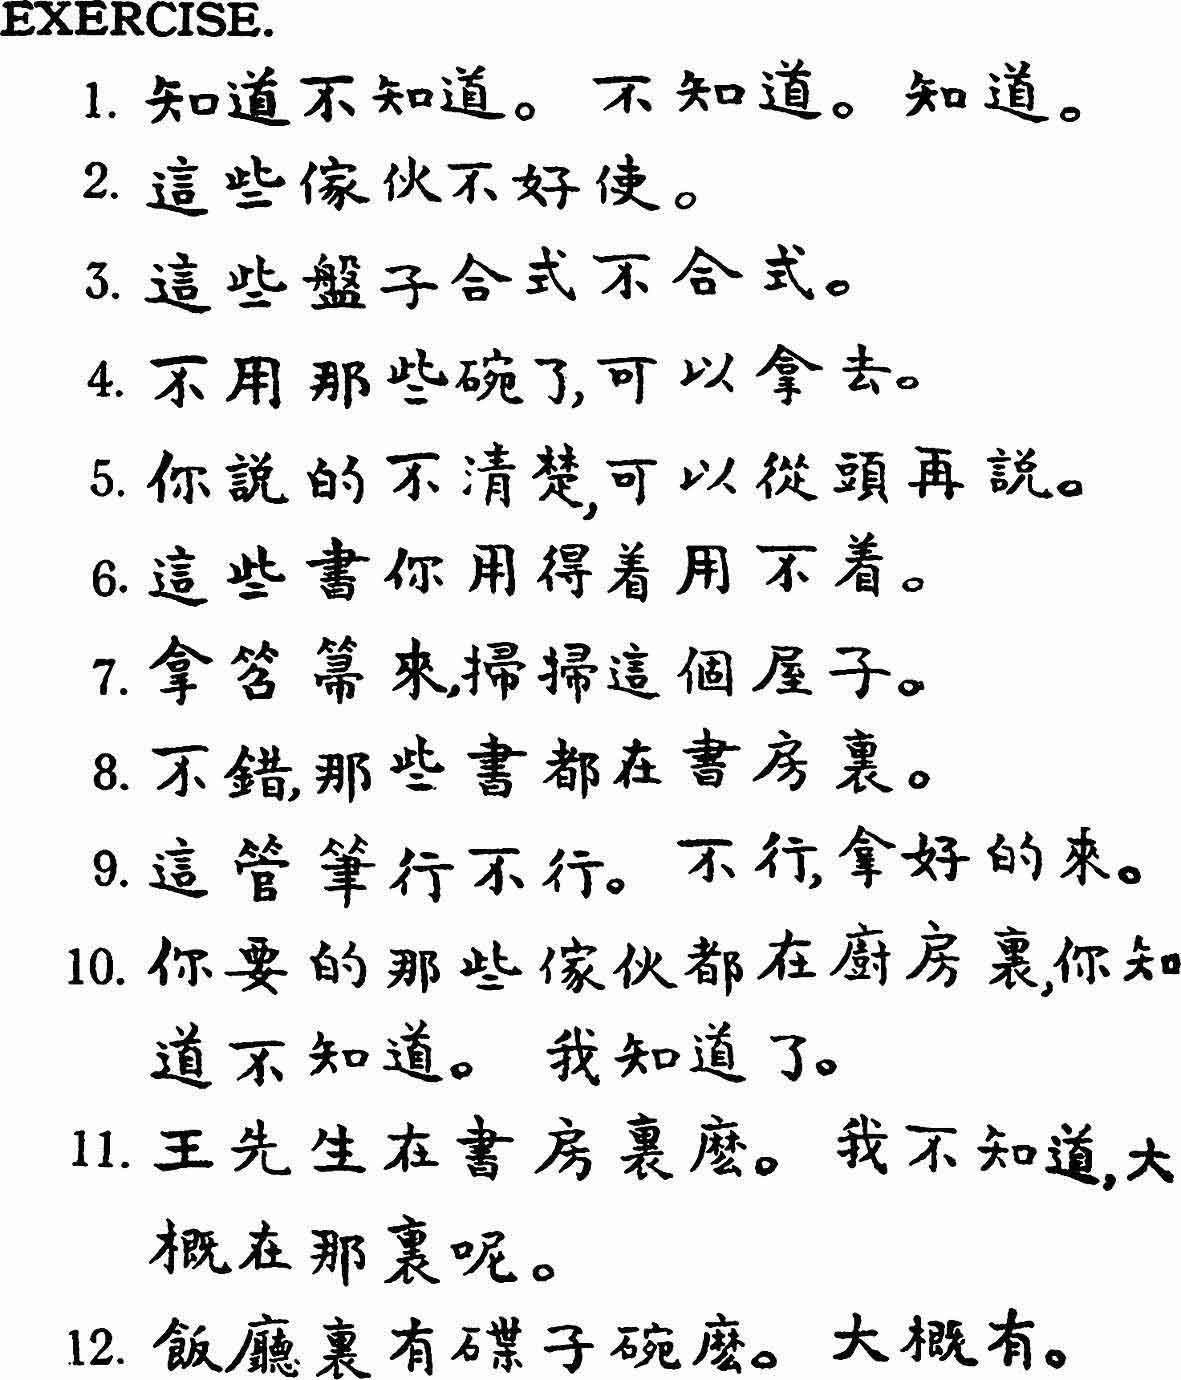 EXERCISE.
1. 知道不知道。 不知道。 知道。
2. 這些傢伙不好使。
3. 這些盤子合式不合式。
4. 不用那些碗了,可以拿去。
5. 你説的不清楚,可以從頭再説。
6. 這些書你用得着用不着。
7. 拿笤箒來,掃掃這個屋子。
8. 不錯,那些書都在書房裏。
9. 這管筆行不行。 不行,拿好的來。
10. 你要的那些傢伙都在廚房裏,你知
道不知道。 我知道了。
11. 王先生在書房裏麽。 我不知道,大
概在那裏呢。
12. 飯廳裏有碟子碗麽。 大概有。